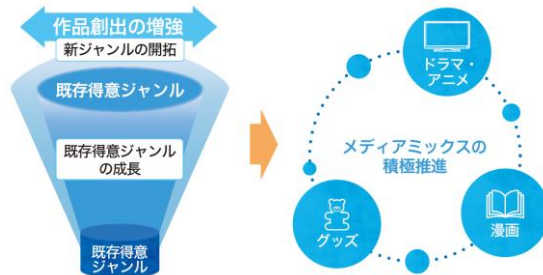 作品創出の増強
新ジャンルの開拓
既存得意ジャンル
既存得意ジャンル
の成長
既存得意
ジャンル
ドラマ・
アニメ
メディアミックスの
積極推進
グッズ
漫画